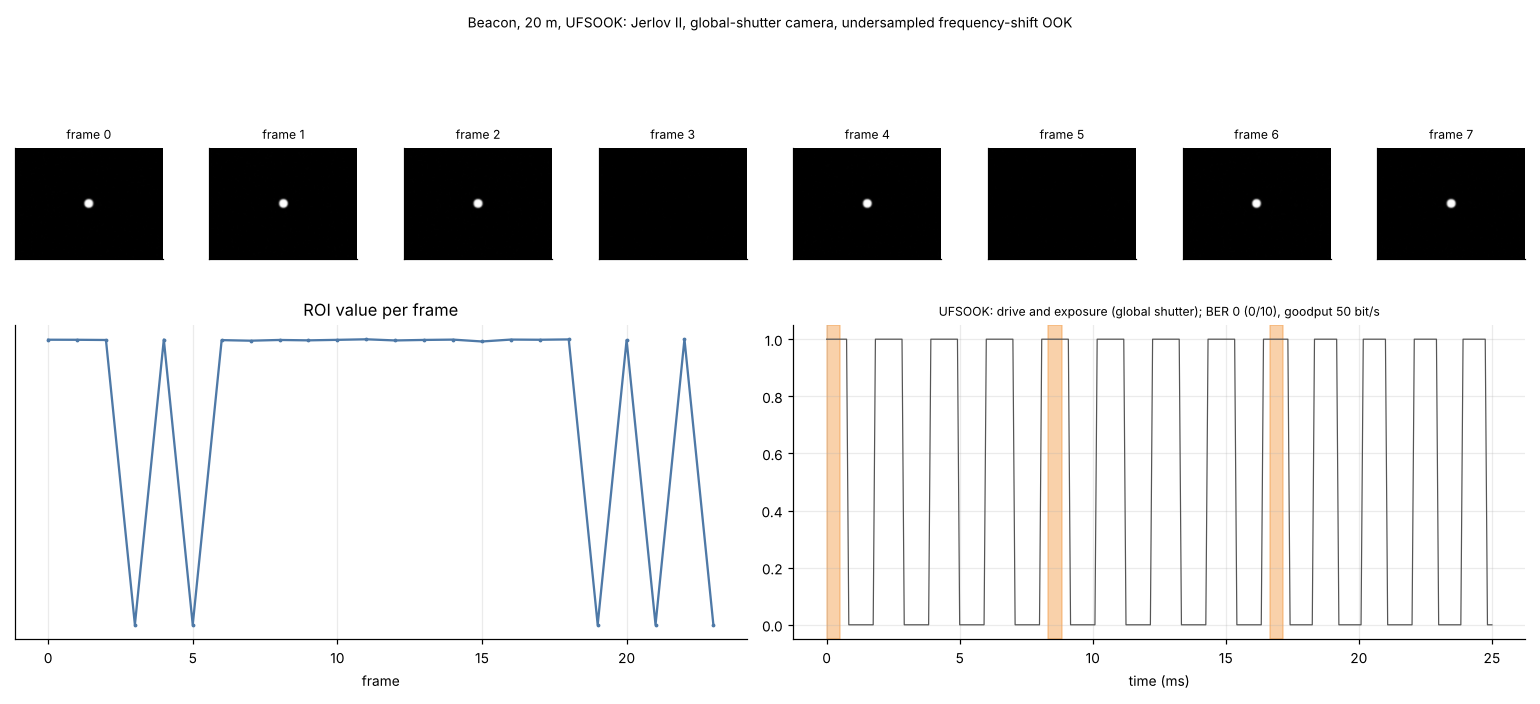 Beacon, 20 m, UFSOOK: Jerlov II, global-shutter camera, undersampled frequency-shift OOK
frame 0
frame 1
frame 2
frame 3
frame 4
frame 5
frame 6
frame 7
ROI value per frame
0
5
10
15
20
frame
UFSOOK: drive and exposure (global shutter); BER 0 (0/10), goodput 50 bit/s
1.0
0.8
0.6
0.4
0.2
0.0
0
5
10
15
20
25
time (ms)